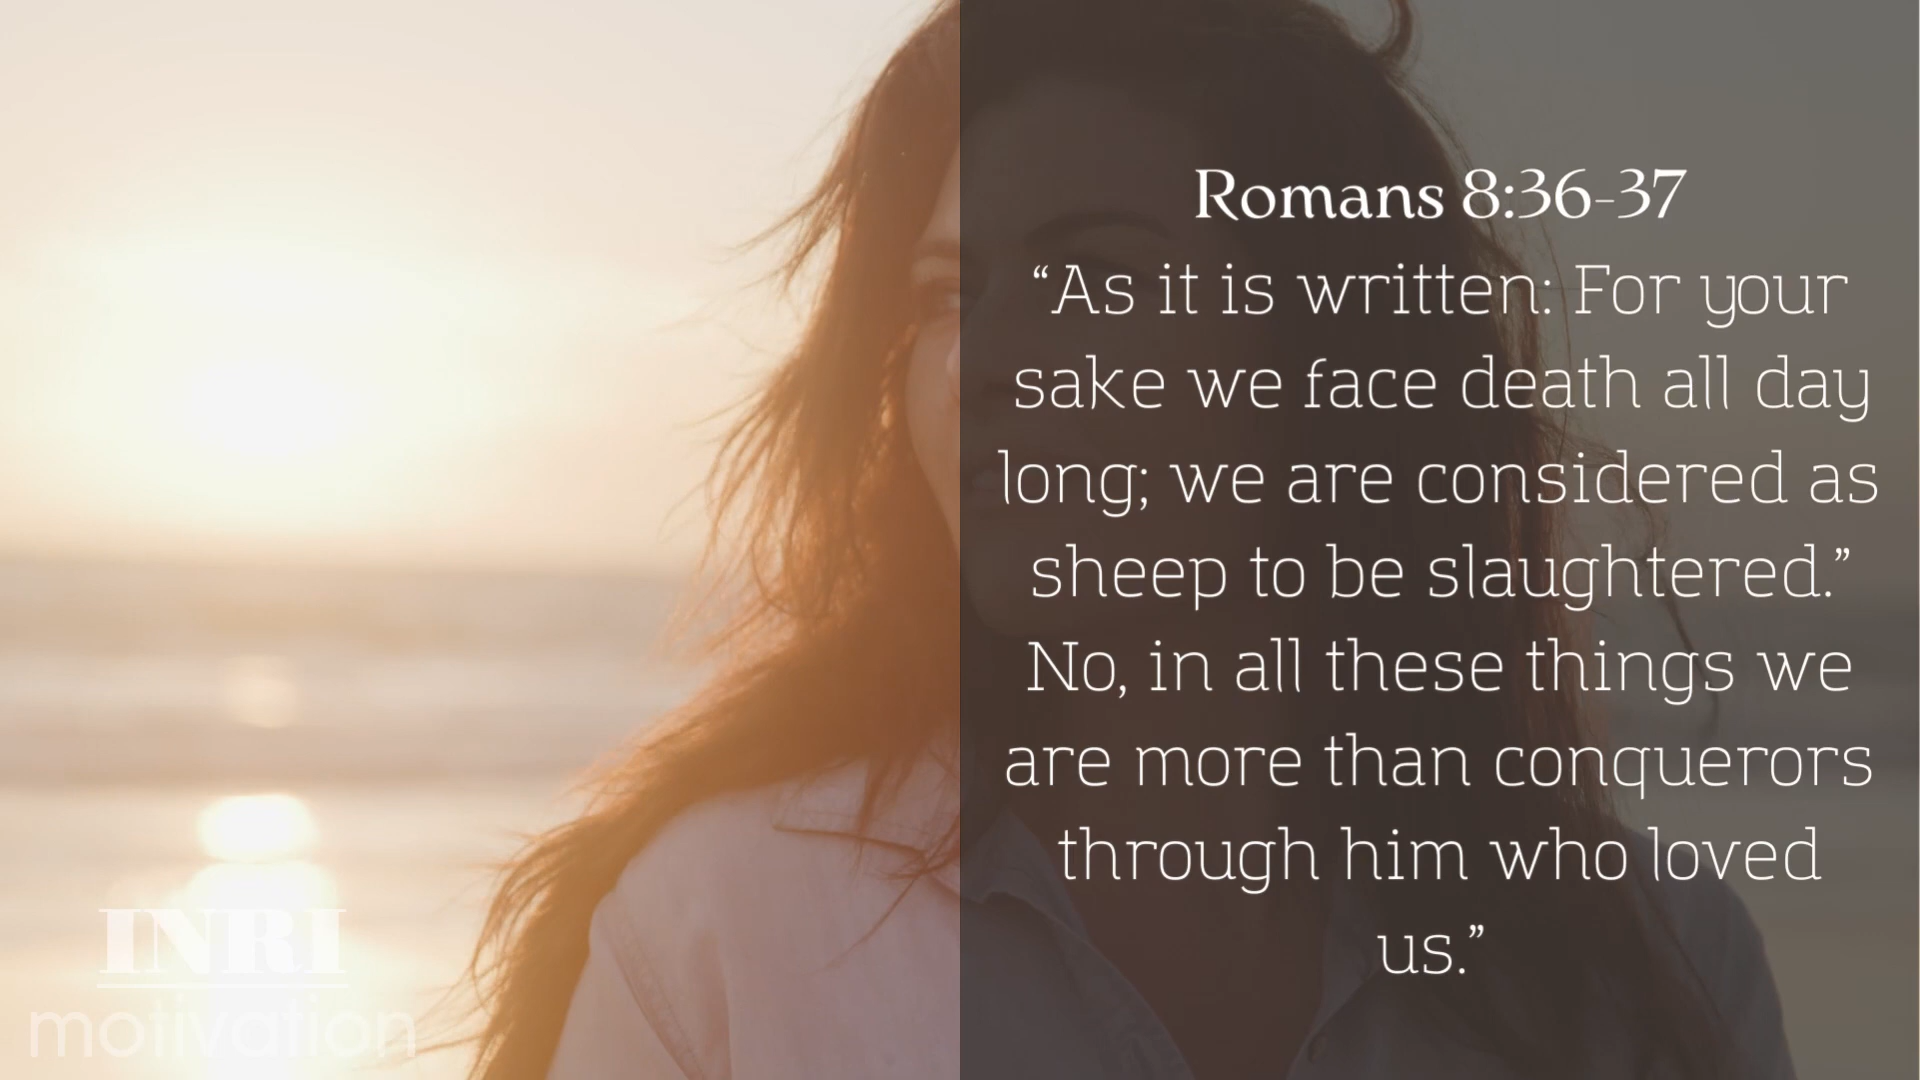 Romans 8:36-37
“As it is written: For your
sake we face death all day
long; we are considered as
sheep to be slaughtered.”
No, in all these things we
are more than conquerors
through him who loved
us.”
INRI
motivation